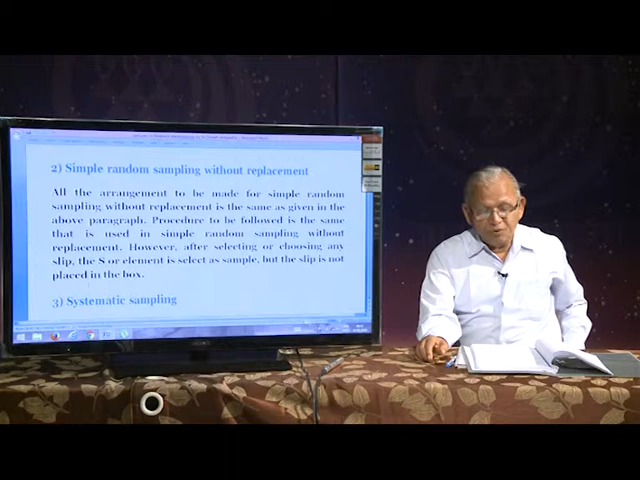 2) Simple random sampling without replacement
All the arrangement to be made for simple random
sampling without replacement is the same as given in the
above paragraph. Procedure to be followed is the same
that is used in simple random sampling without
replacement. However, after selecting or choosing any
slip, the S or element is select as sample, but the slip is not
placed in the box.
3) Systematic sampling